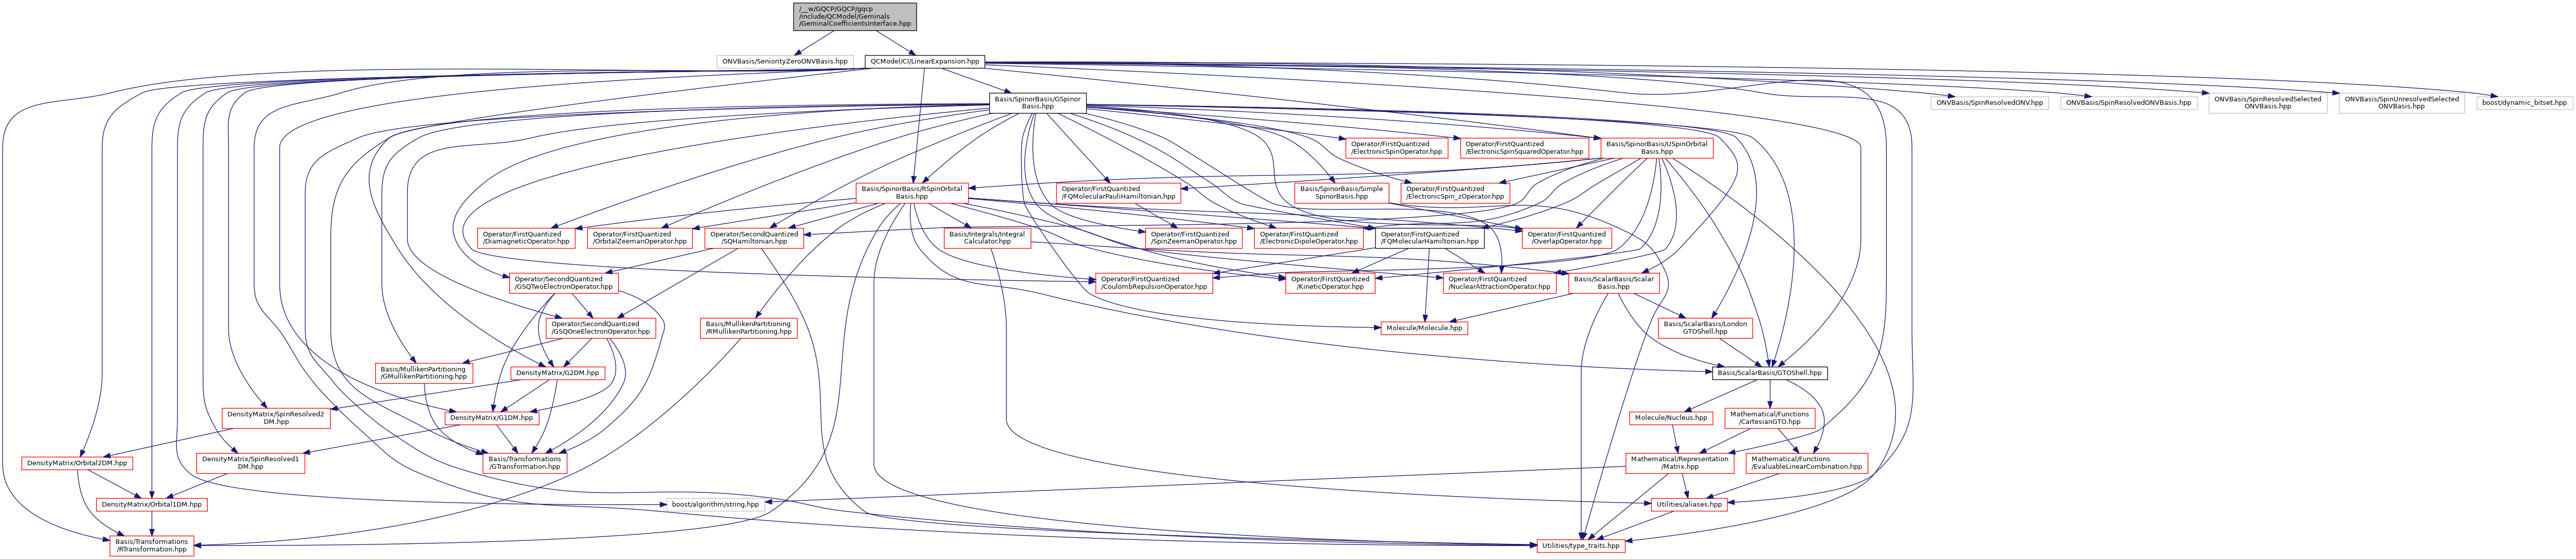 /__w/GQCP/GQCP/gqcp
/include/QCModel/Geminals
/GeminalCoefficientsInterface.hpp
ONVBasis/SeniorityZeroONVBasis.hpp
QCModel/CI/LinearExpansion.hpp
Basis/SpinorBasis/GSpinor
Basis.hpp
ONVBasis/SpinResolvedONV.hpp
ONVBasis/SpinResolvedONVBasis.hpp
ONVBasis/SpinResolvedSelected
ONVBasis.hpp
ONVBasis/SpinUnresolvedSelected
ONVBasis.hpp
boost/dynamic_bitset.hpp
Operator/FirstQuantized
/ElectronicSpinOperator.hpp
Operator/FirstQuantized
/ElectronicSpinSquaredOperator.hpp
Basis/SpinorBasis/USpinOrbital
Basis.hpp
Basis/SpinorBasis/RSpinOrbital
Basis.hpp
Operator/FirstQuantized
/FQMolecularPauliHamiltonian.hpp
Basis/SpinorBasis/Simple
SpinorBasis.hpp
Operator/FirstQuantized
/ElectronicSpin_zOperator.hpp
Operator/FirstQuantized
/DiamagneticOperator.hpp
Operator/FirstQuantized
/OrbitalZeemanOperator.hpp
Operator/SecondQuantized
/SQHamiltonian.hpp
Basis/Integrals/Integral
Calculator.hpp
Operator/FirstQuantized
/SpinZeemanOperator.hpp
Operator/FirstQuantized
/ElectronicDipoleOperator.hpp
Operator/FirstQuantized
/FQMolecularHamiltonian.hpp
Operator/FirstQuantized
/OverlapOperator.hpp
Operator/SecondQuantized
/GSQTwoElectronOperator.hpp
Operator/FirstQuantized
/CoulombRepulsionOperator.hpp
Operator/FirstQuantized
/KineticOperator.hpp
Operator/FirstQuantized
/NuclearAttractionOperator.hpp
Basis/ScalarBasis/Scalar
Basis.hpp
Operator/SecondQuantized
/GSQOneElectronOperator.hpp
Basis/MullikenPartitioning
/RMullikenPartitioning.hpp
Molecule/Molecule.hpp
Basis/ScalarBasis/London
GTOShell.hpp
Basis/MullikenPartitioning
/GMullikenPartitioning.hpp
DensityMatrix/G2DM.hpp
Basis/ScalarBasis/GTOShell.hpp
DensityMatrix/SpinResolved2
DM.hpp
DensityMatrix/G1DM.hpp
Molecule/Nucleus.hpp
Mathematical/Functions
/CartesianGTO.hpp
DensityMatrix/Orbital2DM.hpp
DensityMatrix/SpinResolved1
DM.hpp
Basis/Transformations
/GTransformation.hpp
Mathematical/Representation
/Matrix.hpp
Mathematical/Functions
/EvaluableLinearCombination.hpp
DensityMatrix/Orbital1DM.hpp
boost/algorithm/string.hpp
Utilities/aliases.hpp
Basis/Transformations
/RTransformation.hpp
Utilities/type_traits.hpp